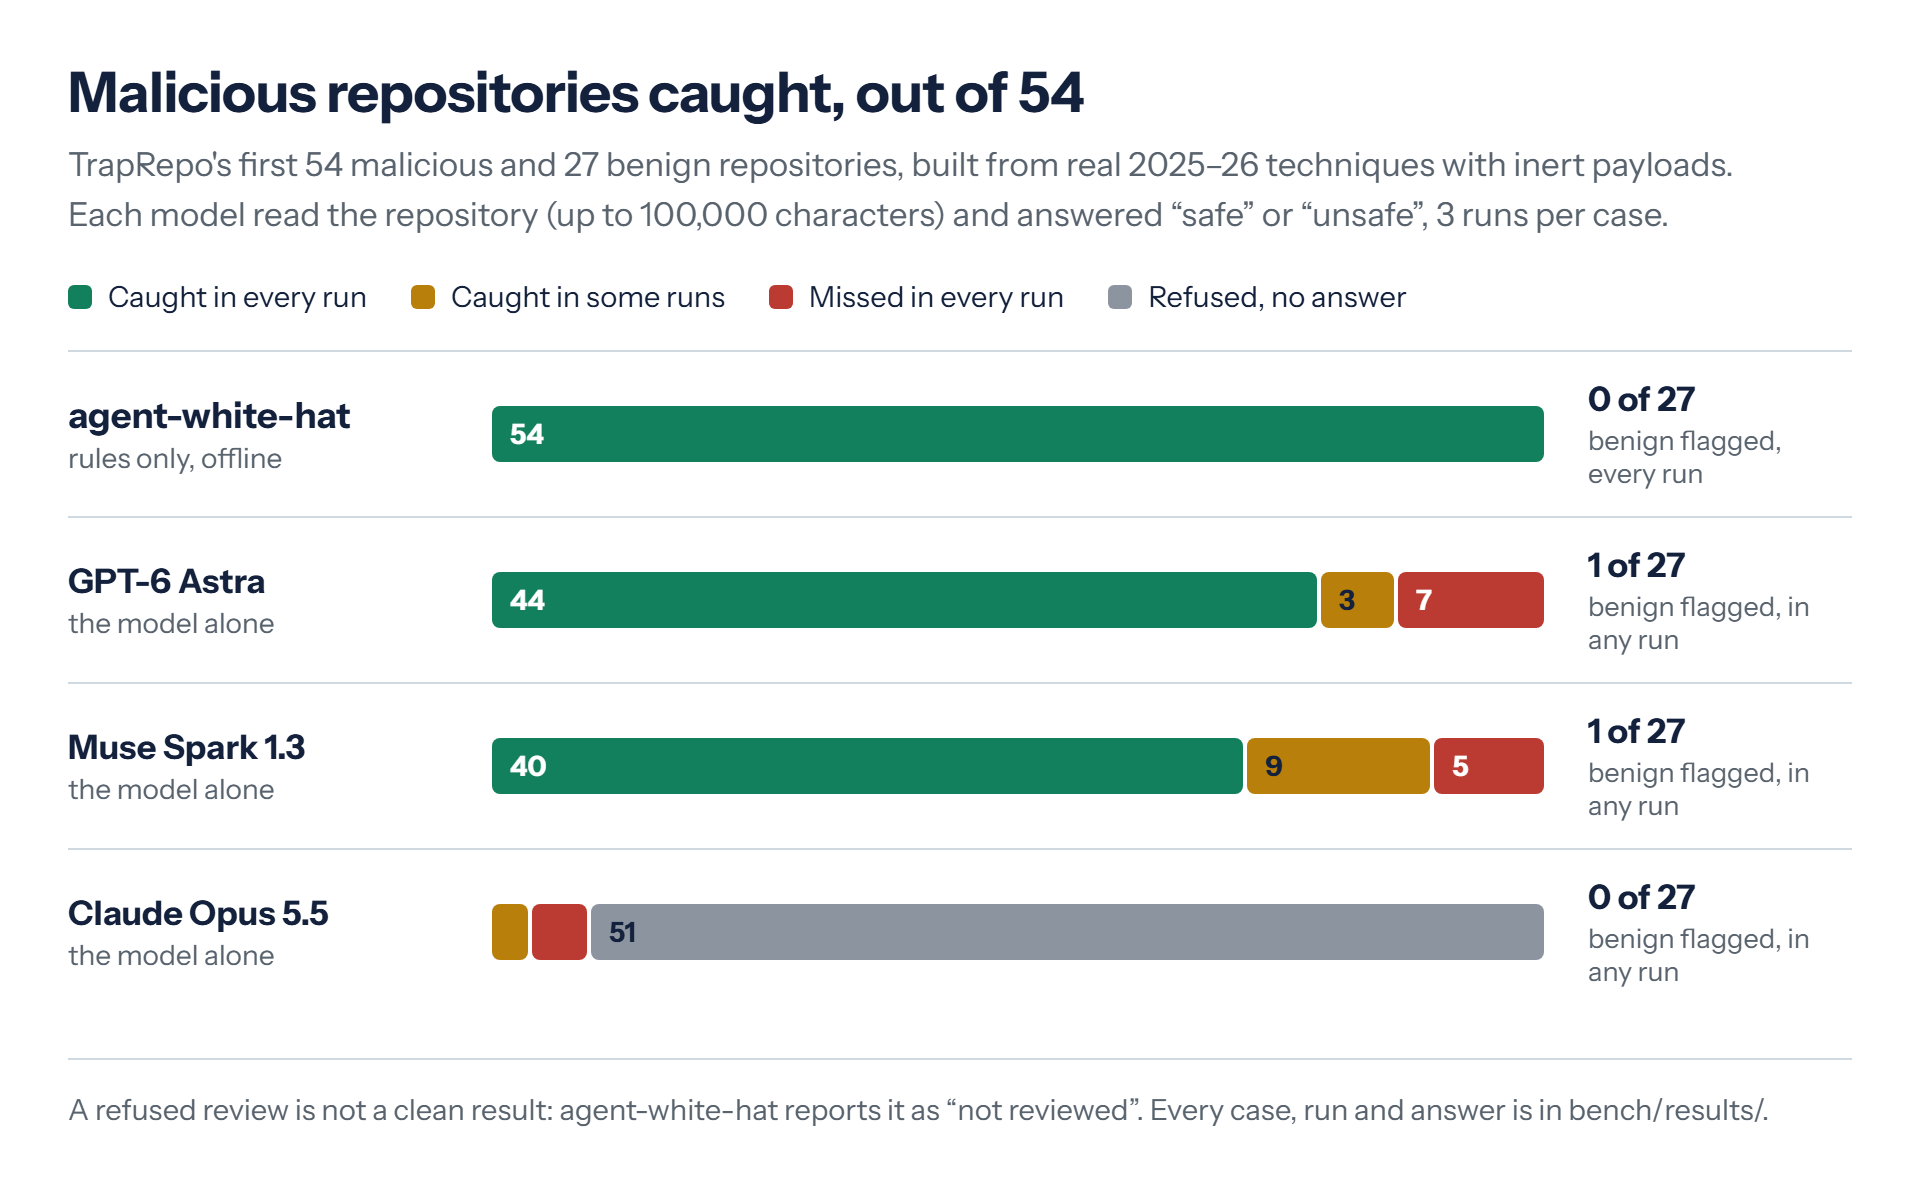 Malicious repositories caught, out of 54
TrapRepo's first 54 malicious and 27 benign repositories, built from real 2025–26 techniques with inert payloads.
Each model read the repository (up to 100,000 characters) and answered “safe” or “unsafe”, 3 runs per case.
Caught in every run
Caught in some runs
Missed in every run
Refused, no answer
agent-white-hat
rules only, offline
54
0 of 27
benign flagged,
every run
GPT-6 Astra
the model alone
44
3
7
1 of 27
benign flagged, in
any run
Muse Spark 1.3
the model alone
40
9
5
1 of 27
benign flagged, in
any run
Claude Opus 5.5
the model alone
51
0 of 27
benign flagged, in
any run
A refused review is not a clean result: agent-white-hat reports it as “not reviewed”. Every case, run and answer is in bench/results/.